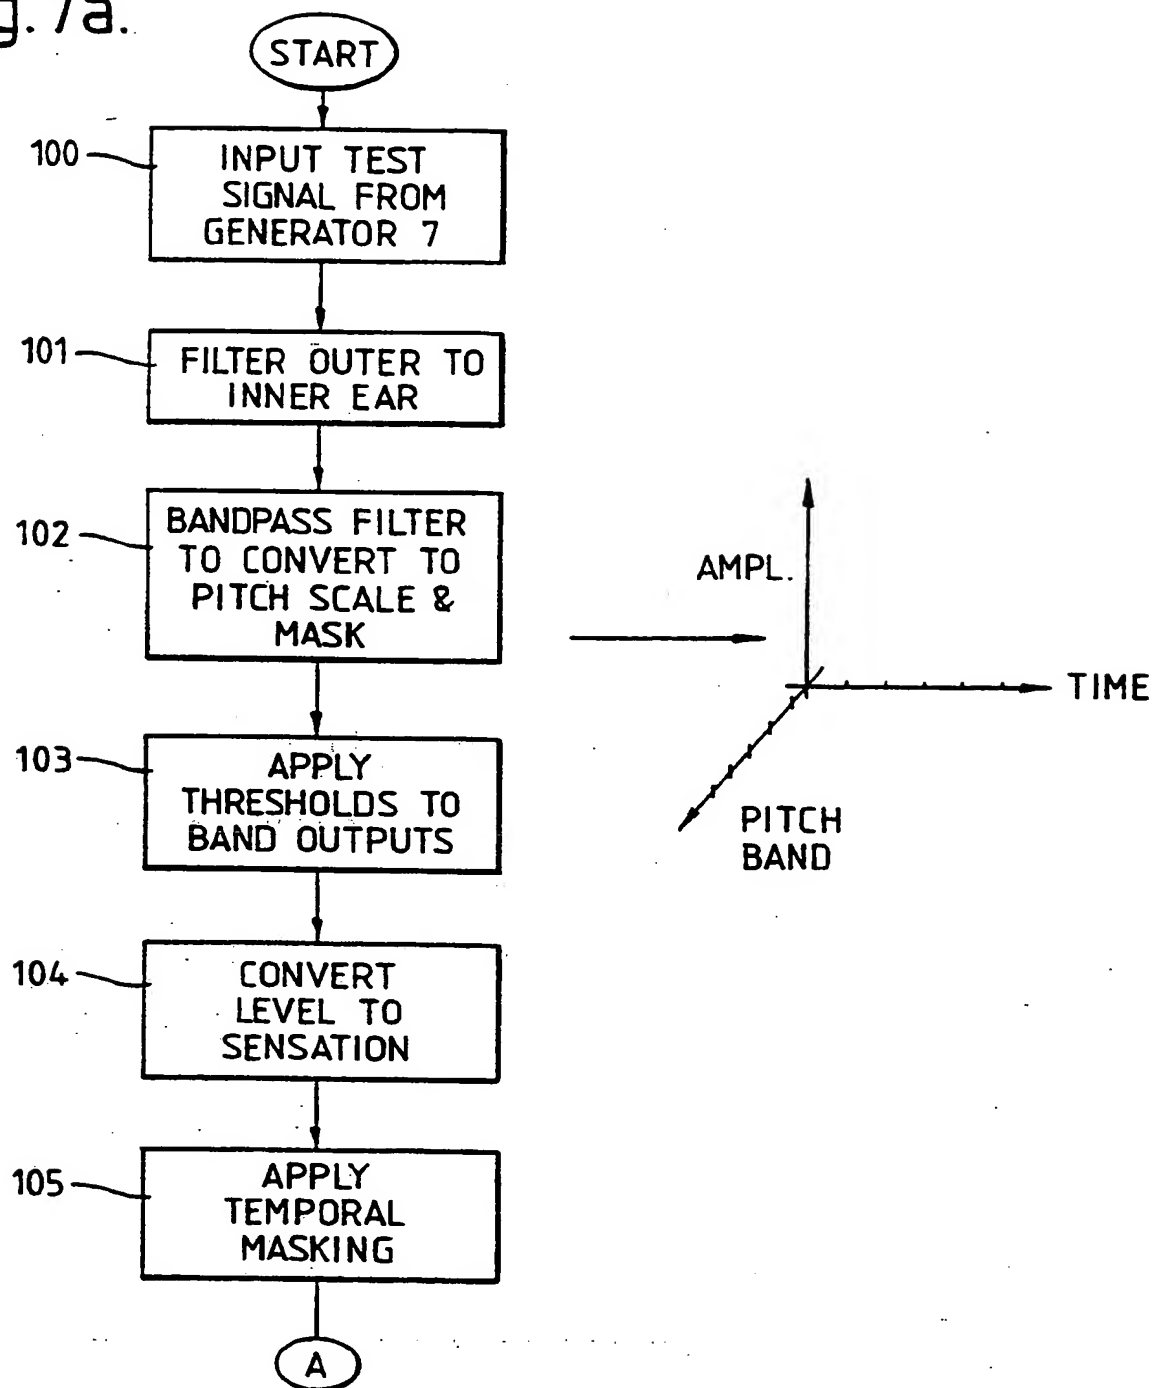 g. 7a.
START
100
INPUT TEST
SIGNAL FROM
GENERATOR 7
101
FILTER OUTER TO
INNER EAR
102
BANDPASS FILTER
TO CONVERT TO
PITCH SCALE &
MASK
AMPL.
TIME
PITCH
BAND
103
APPLY
THRESHOLDS TO
BAND OUTPUTS
104
CONVERT
LEVEL TO
SENSATION
105
APPLY
TEMPORAL
MASKING
A